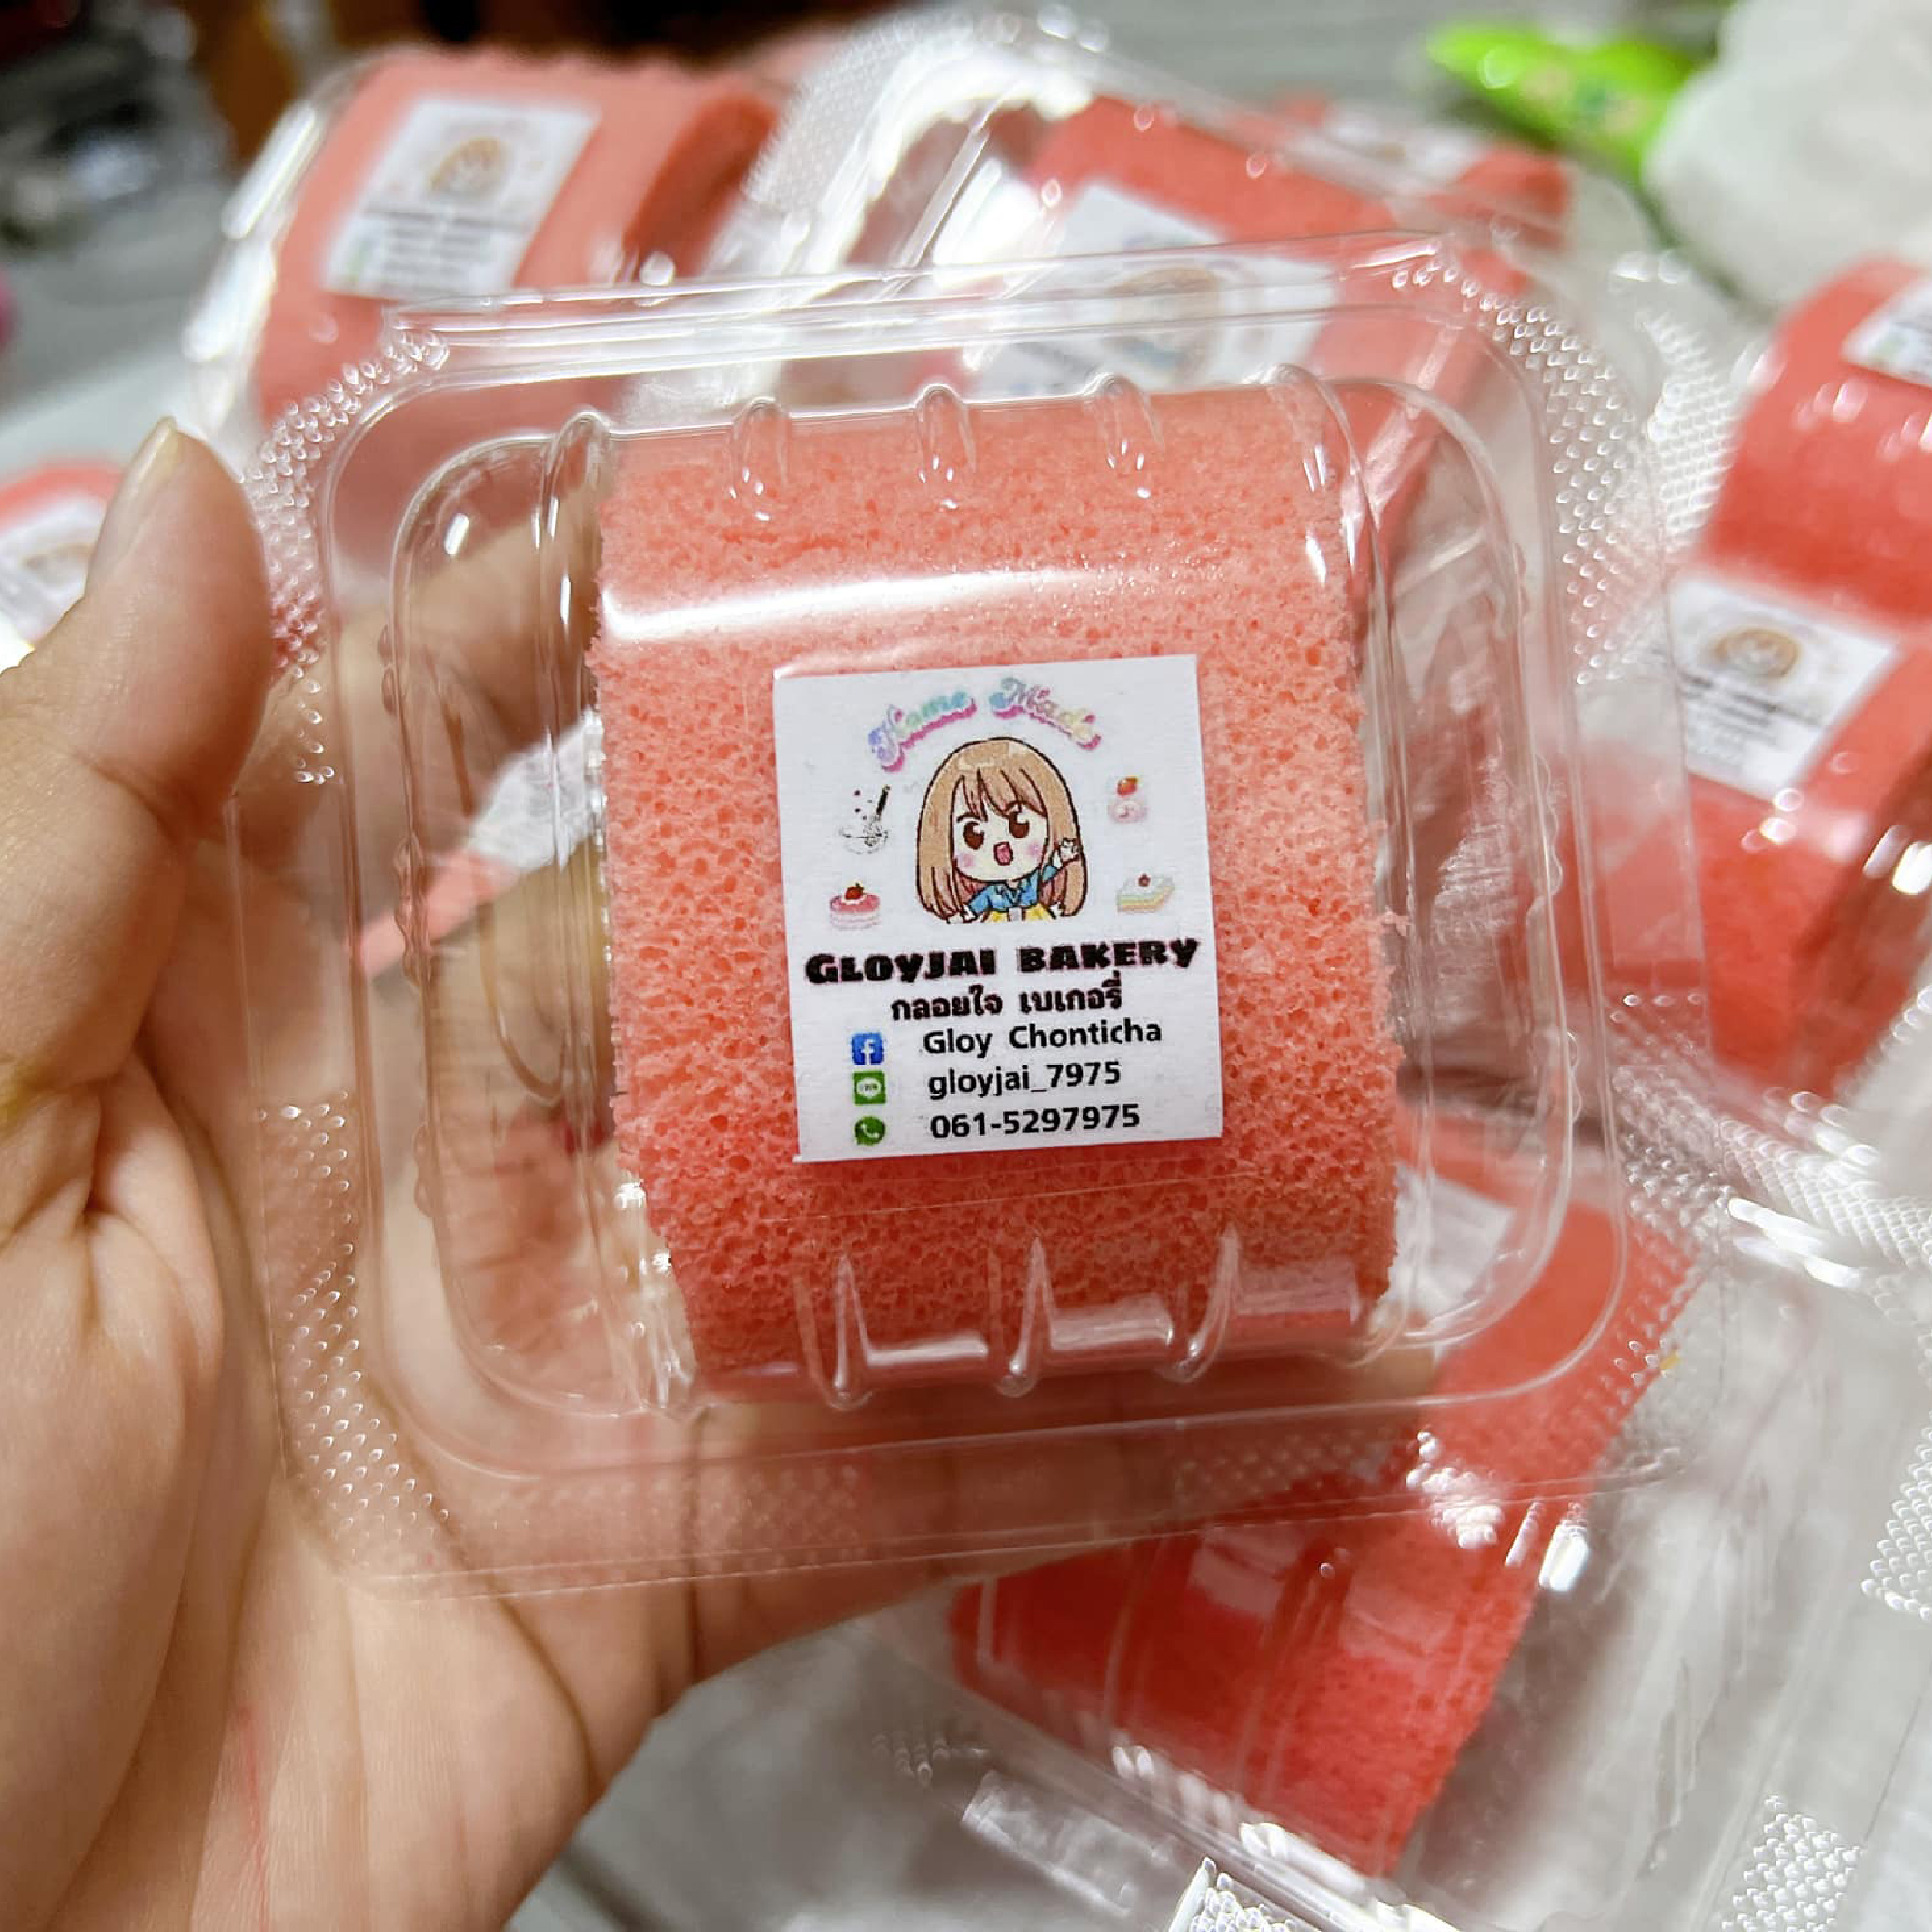 Home Made
GLOYJAI BAKERY
กลอยใจ เบเกอรี่
Gloy Chonticha
gloyjai_7975
061-5297975